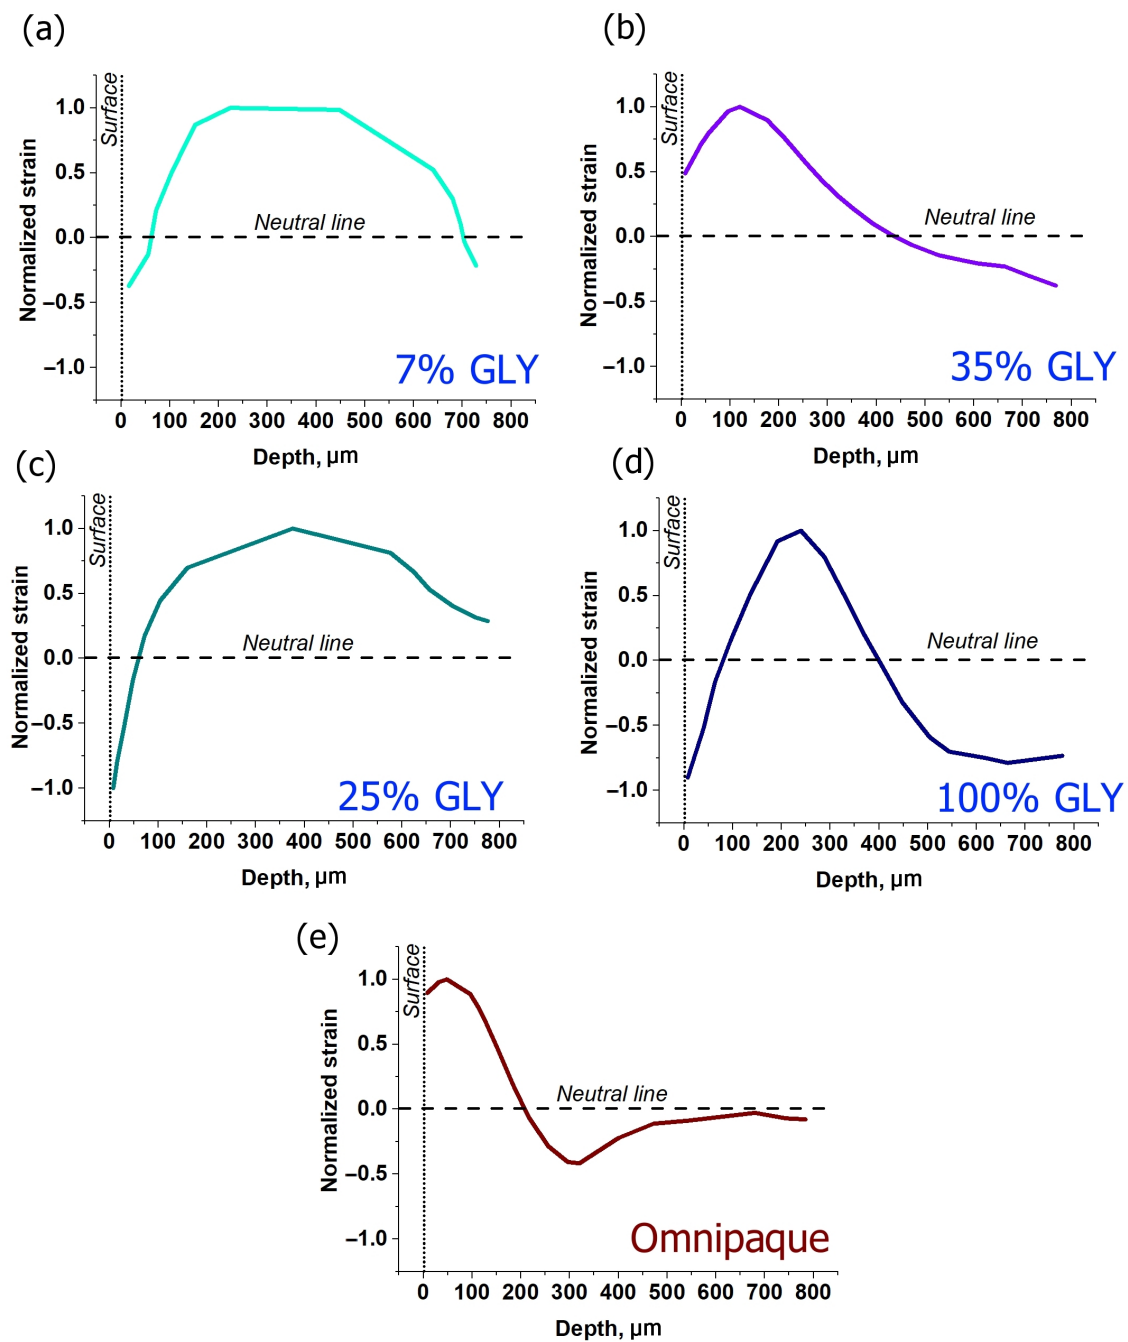 (a)
Surface
Normalized strain
1.0
0.5
0.0
−0.5
−1.0
Neutral line
7% GLY
0 100 200 300 400 500 600 700 800
Depth, μm
(b)
Surface
Normalized strain
1.0
0.5
0.0
−0.5
−1.0
Neutral line
35% GLY
0 100 200 300 400 500 600 700 800
Depth, μm
(c)
Surface
Normalized strain
1.0
0.5
0.0
−0.5
−1.0
Neutral line
25% GLY
0 100 200 300 400 500 600 700 800
Depth, μm
(d)
Surface
Normalized strain
1.0
0.5
0.0
−0.5
−1.0
Neutral line
100% GLY
0 100 200 300 400 500 600 700 800
Depth, μm
(e)
Surface
Normalized strain
1.0
0.5
0.0
−0.5
−1.0
Neutral line
Omnipaque
0 100 200 300 400 500 600 700 800
Depth, μm